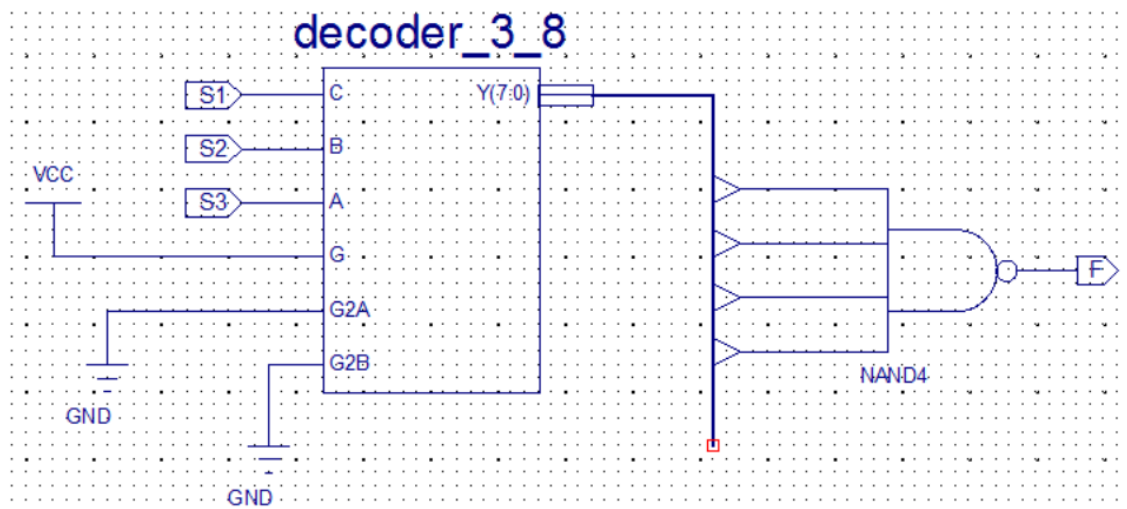 decoder_3_8
S1
C
Y(7:0)
S2
B
VCC
S3
A
G
F
G2A
G2B
NAND4
GND
GND